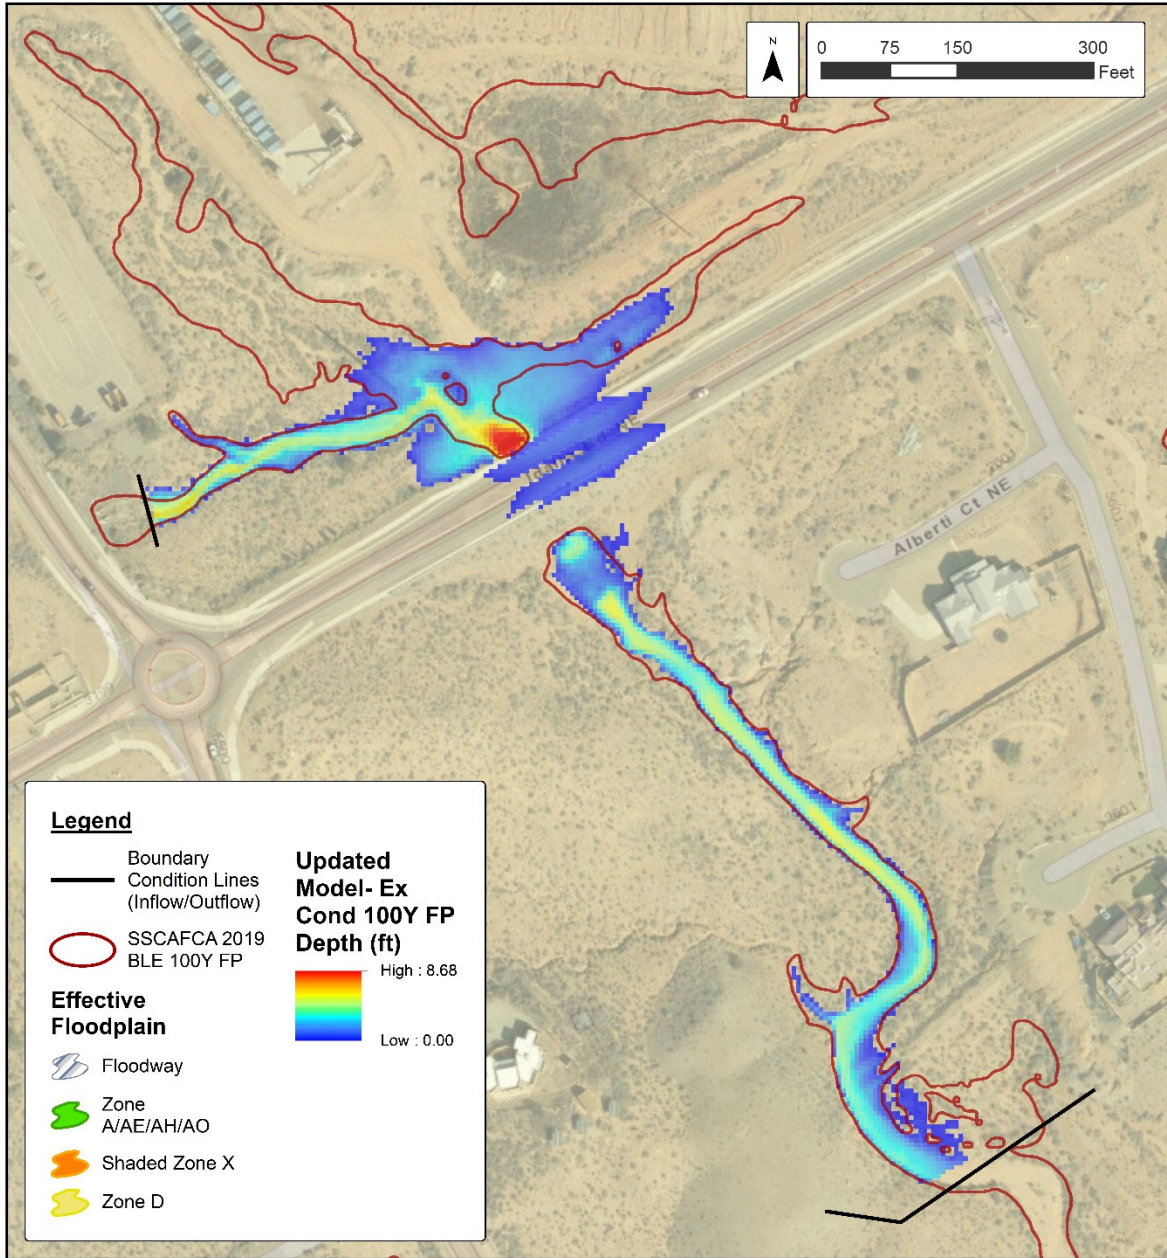 N
0 75 150 300
Feet
Alberti Ct NE
2601
Legend
Boundary
Condition Lines
(Inflow/Outflow)
SSCAFCA 2019
BLE 100Y FP
Effective
Floodplain
Floodway
Zone
A/AE/AH/AO
Shaded Zone X
Zone D
Updated
Model- Ex
Cond 100Y FP
Depth (ft)
High : 8.68
Low : 0.00